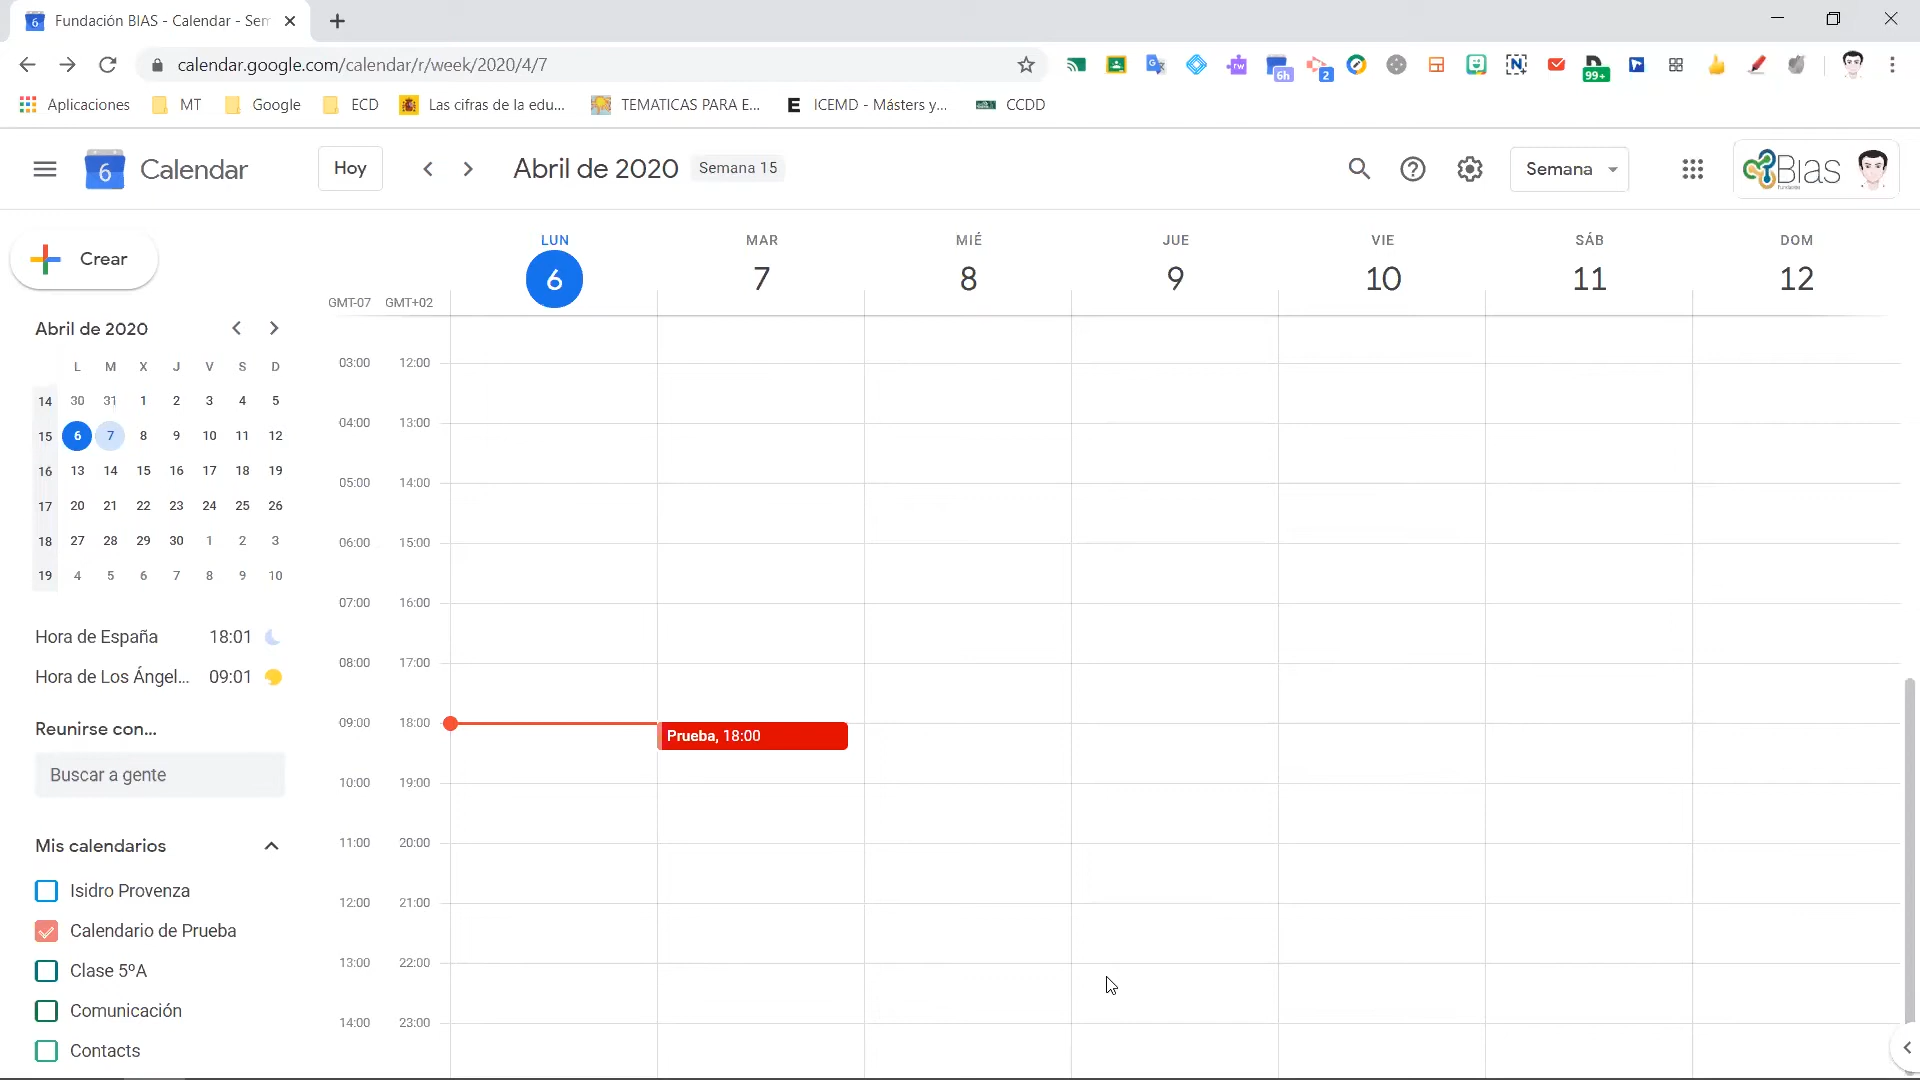 Fundación BIAS - Calendar - Sem
calendar.google.com/calendar/r/week/2020/4/7
6h
2
99+
Aplicaciones
MT
Google
ECD
Las cifras de la edu...
TEMATICAS PARA E...
ICEMD - Másters y...
CCDD
6
Calendar
Hoy
Abril de 2020
Semana 15
Semana
Bias
Crear
LUN
MAR
MIÉ
JUE
VIE
SÁB
DOM
6
7
8
9
10
11
12
GMT-07 GMT+02
Abril de 2020
L M X J V S D
14 30 31 1 2 3 4 5
15 6 7 8 9 10 11 12
16 13 14 15 16 17 18 19
17 20 21 22 23 24 25 26
18 27 28 29 30 1 2 3
19 4 5 6 7 8 9 10
Hora de España 18:01
Hora de Los Ángel... 09:01
Reunirse con...
Buscar a gente
Mis calendarios
Isidro Provenza
Calendario de Prueba
Clase 5ºA
Comunicación
Contacts
03:00 12:00
04:00 13:00
05:00 14:00
06:00 15:00
07:00 16:00
08:00 17:00
09:00 18:00
Prueba, 18:00
10:00 19:00
11:00 20:00
12:00 21:00
13:00 22:00
14:00 23:00